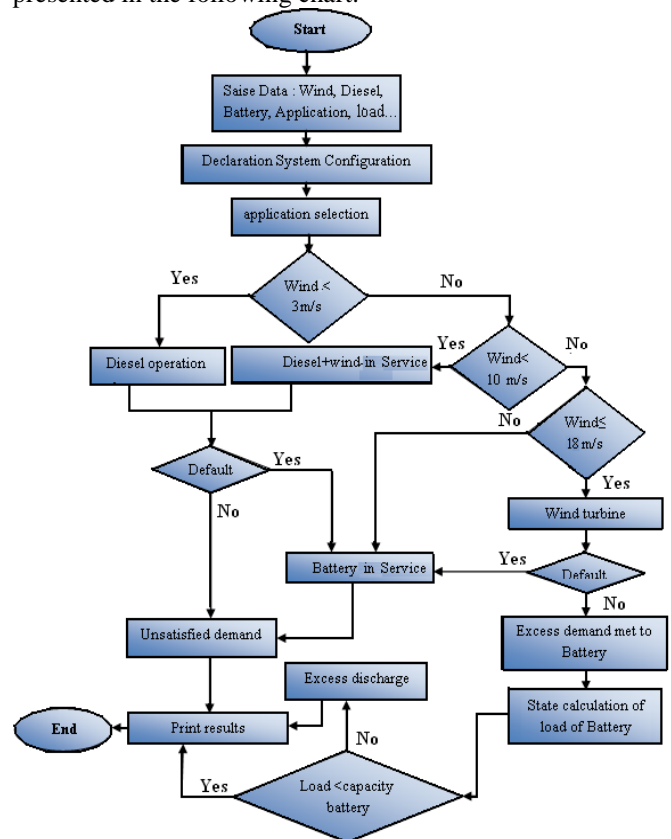 presented in the following chart.
Start
Saise Data : Wind, Diesel,
Battery, Application, load...
Declaration System Configuration
application selection
Yes
Wind <
3m/s
No
Diesel operation
Diesel+wind-in Service
Yes
Wind<
10 m/s
No
No
Wind≤
18m/s
Default
Yes
Yes
No
Wind turbine
Battery in Service
Yes
Default
No
Unsatisfied demand
Excess demand met to
Battery
Excess discharge
State calculation of
load of Battery
End
Print results
No
Yes
Load <capacity
battery